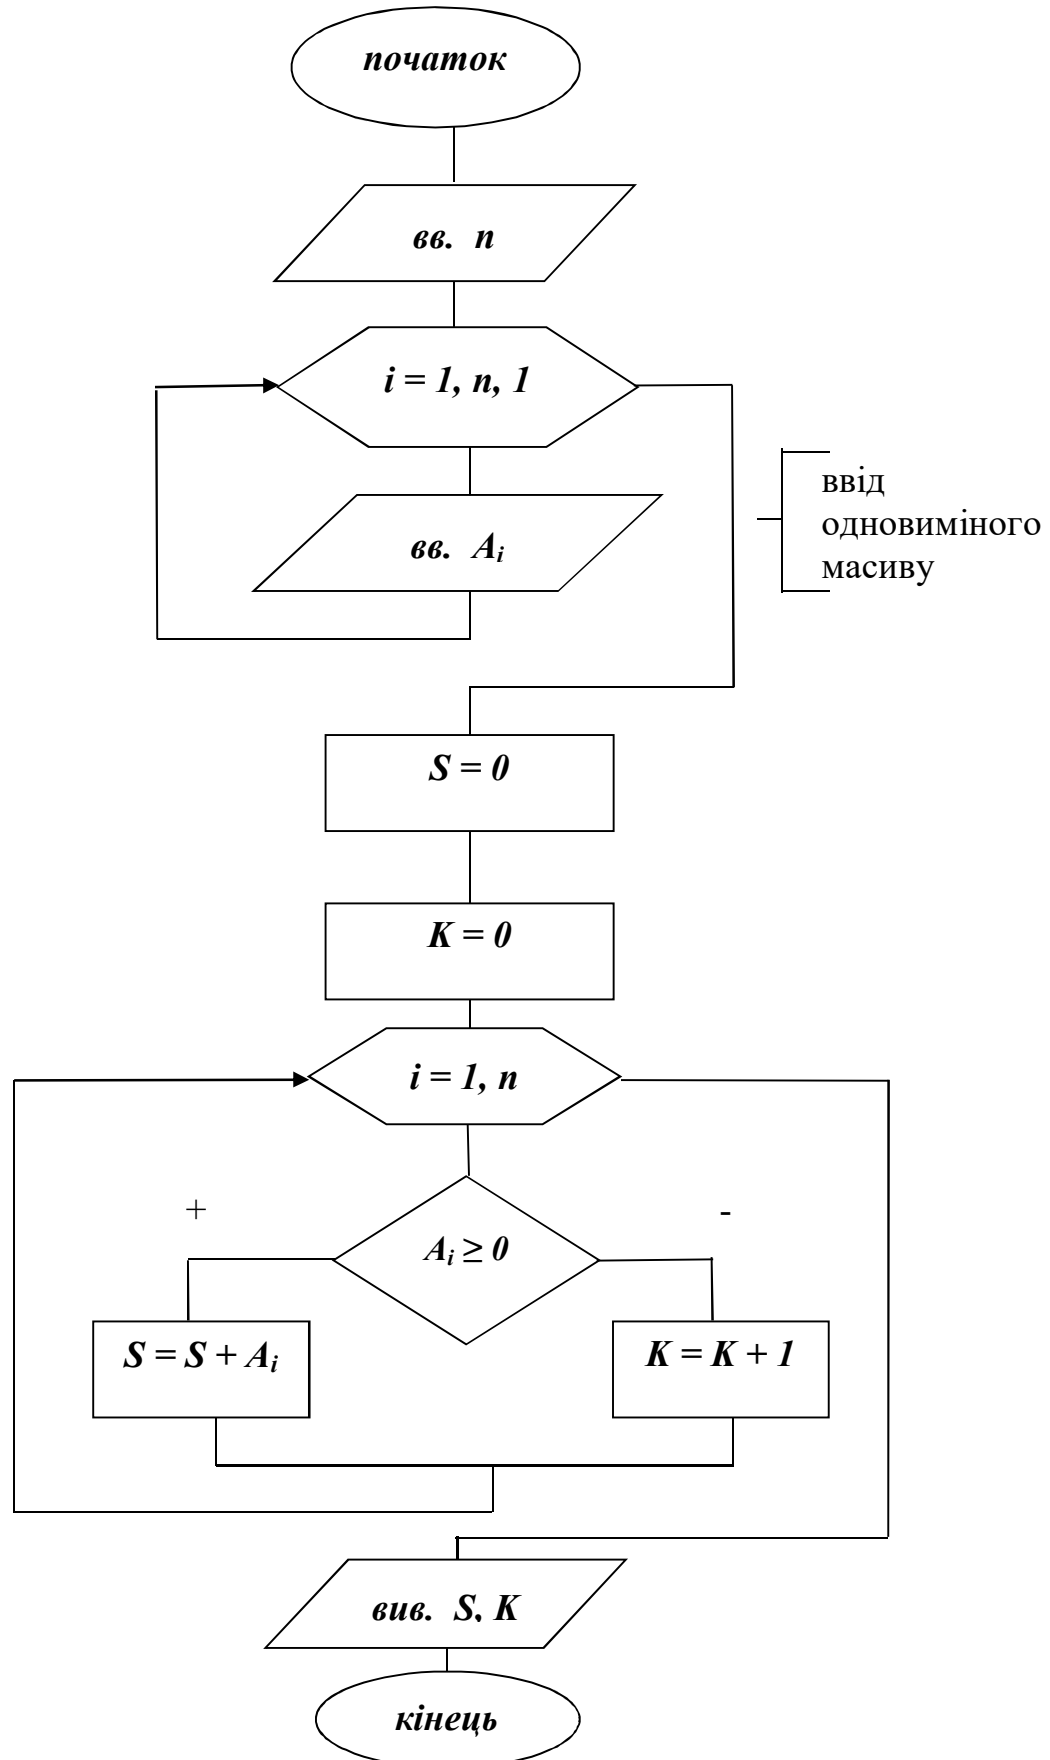 початок
вв. n
i = 1, n, 1
ввід
одновиміного
масиву
вв. Aᵢ
S = 0
K = 0
i = 1, n
+
-
Aᵢ ≥ 0
S = S + Aᵢ
K = K + 1
вив. S, K
кінець